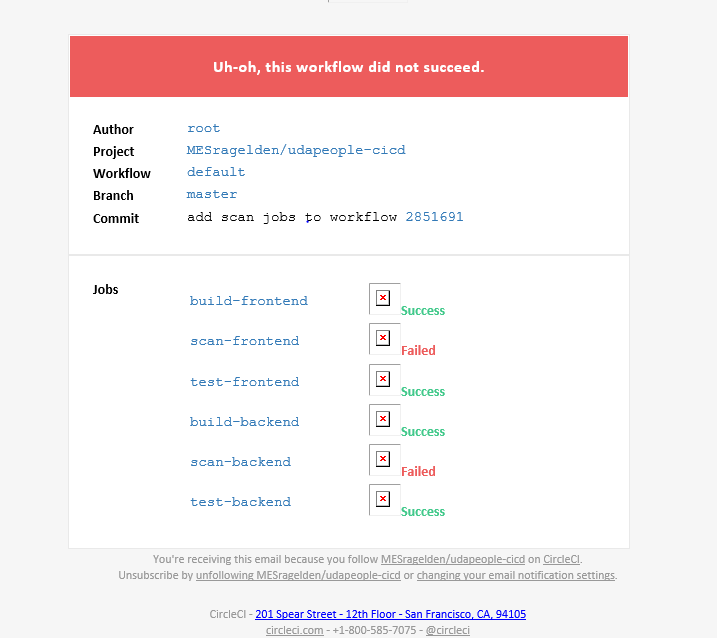 Uh-oh, this workflow did not succeed.
Author root
Project MESragelden/udapeople-cicd
Workflow default
Branch master
Commit add scan jobs to workflow 2851691
Jobs
build-frontend Success
scan-frontend Failed
test-frontend Success
build-backend Success
scan-backend Failed
test-backend Success
You're receiving this email because you follow MESragelden/udapeople-cicd on CircleCI.
Unsubscribe by unfollowing MESragelden/udapeople-cicd or changing your email notification settings.
CircleCI - 201 Spear Street - 12th Floor - San Francisco, CA, 94105
circleci.com - +1-800-585-7075 - @circleci